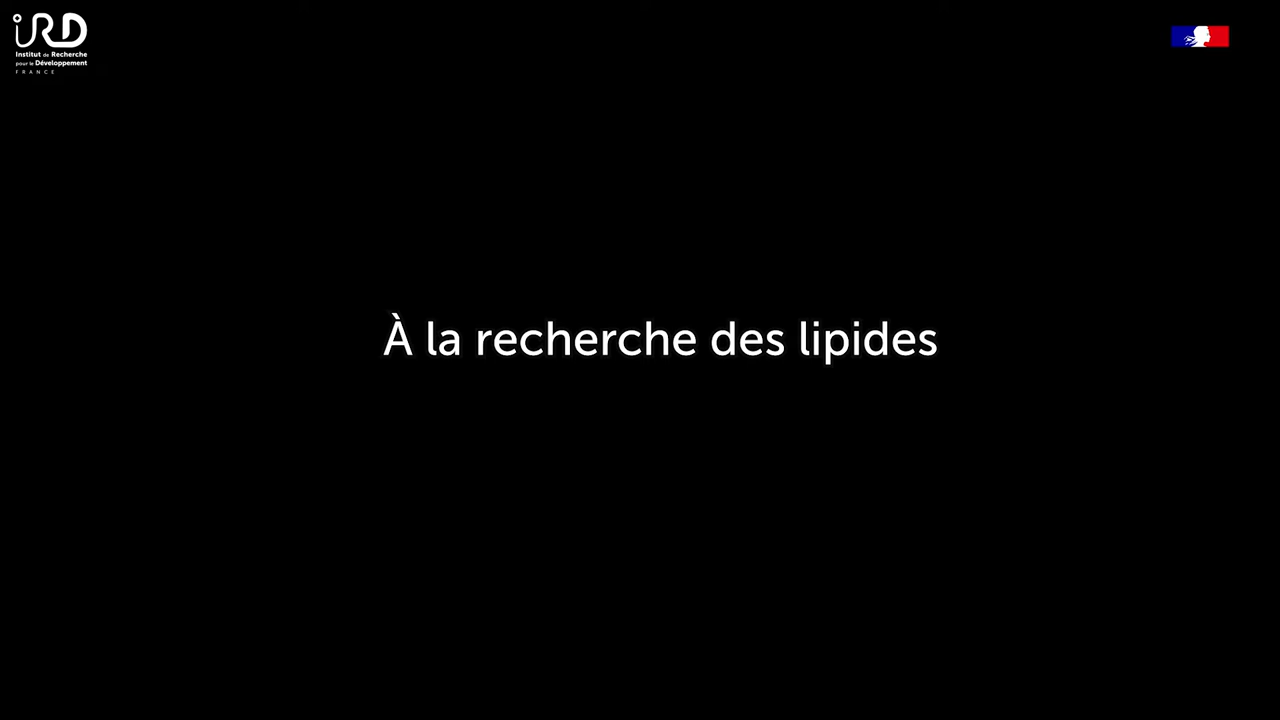 iRD
Institut de Recherche
pour le Développement
FRANCE
À la recherche des lipides